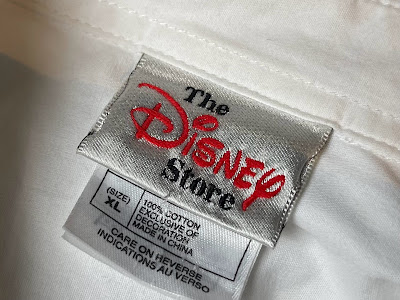 The
Disney
Store
(SIZE)
XL
100% COTTON
EXCLUSIVE OF
DECORATION
MADE IN CHINA
CARE ON REVERSE
INDICATIONS AU VERSO